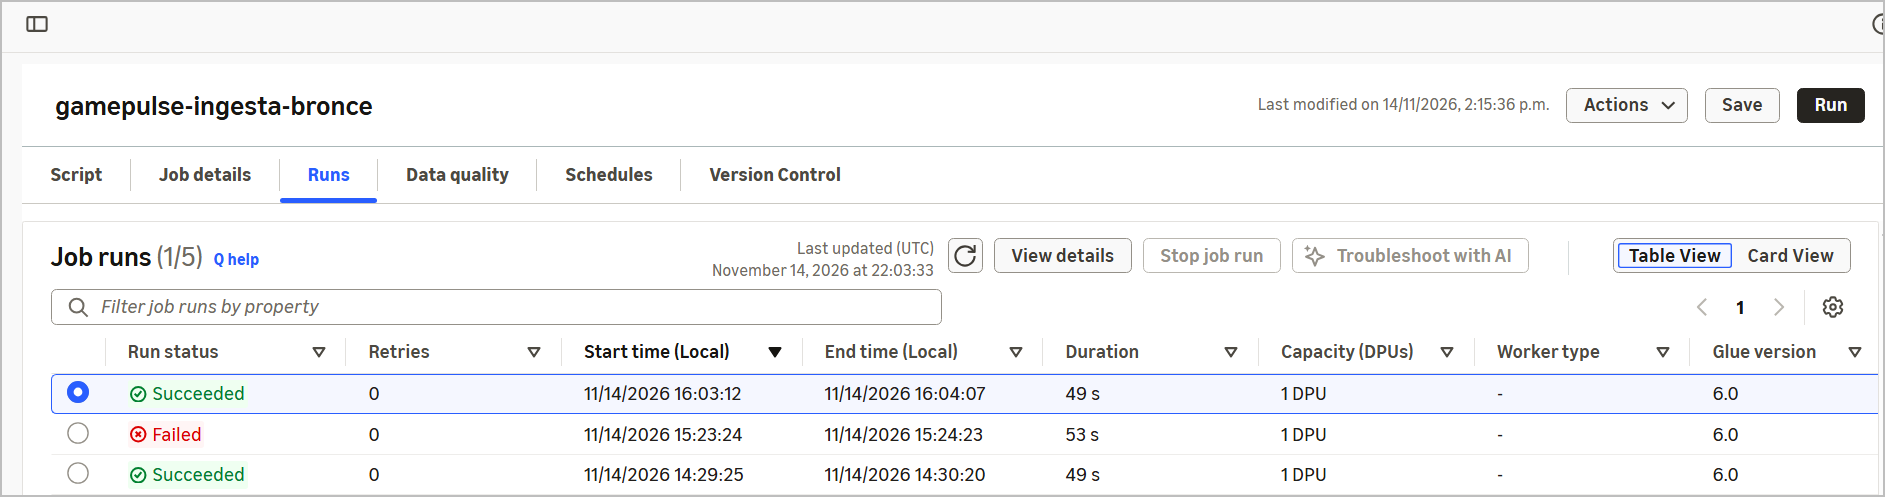 gamepulse-ingesta-bronce
Last modified on 14/11/2026, 2:15:36 p.m.
Actions
Save
Run
Script
Job details
Runs
Data quality
Schedules
Version Control
Job runs (1/5)
Q help
Last updated (UTC)
November 14, 2026 at 22:03:33
View details
Stop job run
Troubleshoot with AI
Table View
Card View
Filter job runs by property
1
Run status Retries Start time (Local) End time (Local) Duration Capacity (DPUs) Worker type Glue version
Succeeded 0 11/14/2026 16:03:12 11/14/2026 16:04:07 49 s 1 DPU - 6.0
Failed 0 11/14/2026 15:23:24 11/14/2026 15:24:23 53 s 1 DPU - 6.0
Succeeded 0 11/14/2026 14:29:25 11/14/2026 14:30:20 49 s 1 DPU - 6.0